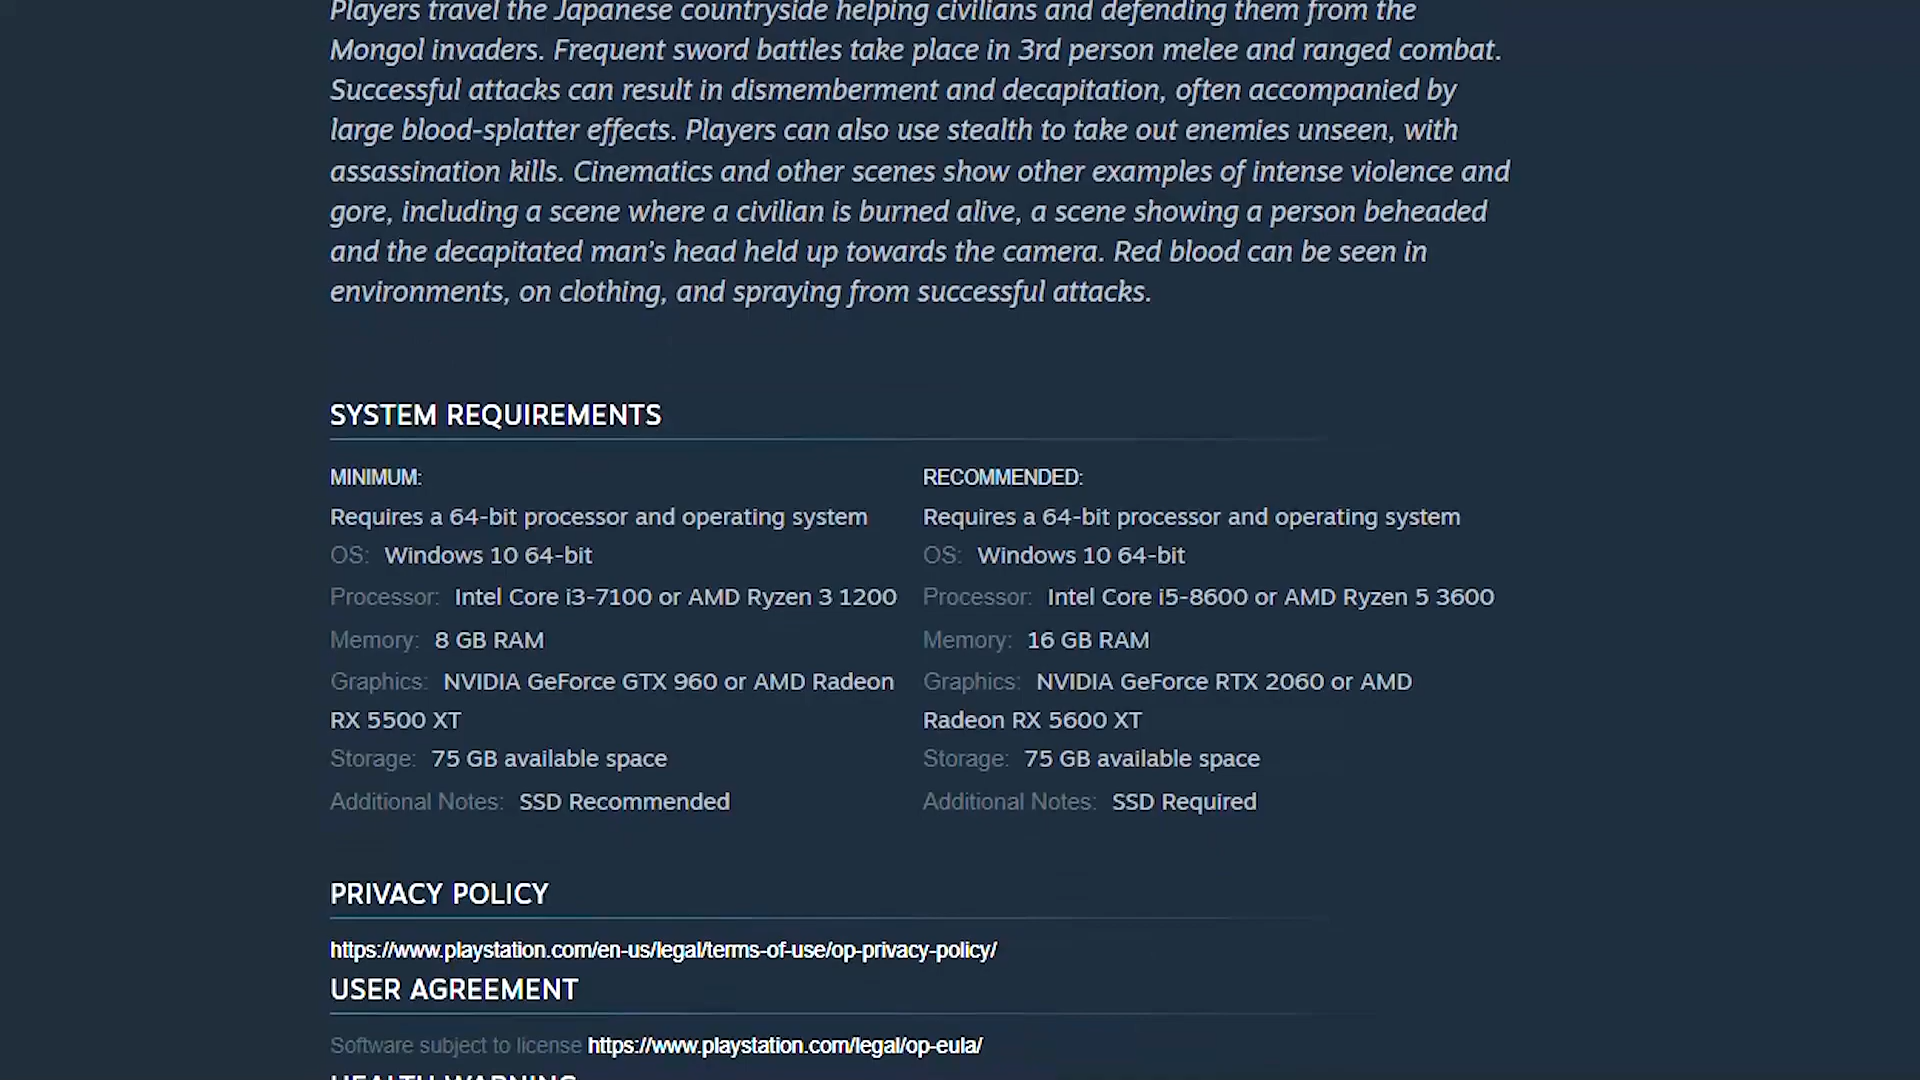 Players travel the Japanese countryside helping civilians and defending them from the
Mongol invaders. Frequent sword battles take place in 3rd person melee and ranged combat.
Successful attacks can result in dismemberment and decapitation, often accompanied by
large blood-splatter effects. Players can also use stealth to take out enemies unseen, with
assassination kills. Cinematics and other scenes show other examples of intense violence and
gore, including a scene where a civilian is burned alive, a scene showing a person beheaded
and the decapitated man’s head held up towards the camera. Red blood can be seen in
environments, on clothing, and spraying from successful attacks.
SYSTEM REQUIREMENTS
MINIMUM:
Requires a 64-bit processor and operating system
OS: Windows 10 64-bit
Processor: Intel Core i3-7100 or AMD Ryzen 3 1200
Memory: 8 GB RAM
Graphics: NVIDIA GeForce GTX 960 or AMD Radeon
RX 5500 XT
Storage: 75 GB available space
Additional Notes: SSD Recommended
RECOMMENDED:
Requires a 64-bit processor and operating system
OS: Windows 10 64-bit
Processor: Intel Core i5-8600 or AMD Ryzen 5 3600
Memory: 16 GB RAM
Graphics: NVIDIA GeForce RTX 2060 or AMD
Radeon RX 5600 XT
Storage: 75 GB available space
Additional Notes: SSD Required
PRIVACY POLICY
https://www.playstation.com/en-us/legal/terms-of-use/op-privacy-policy/
USER AGREEMENT
Software subject to license https://www.playstation.com/legal/op-eula/
HEALTH WARNING